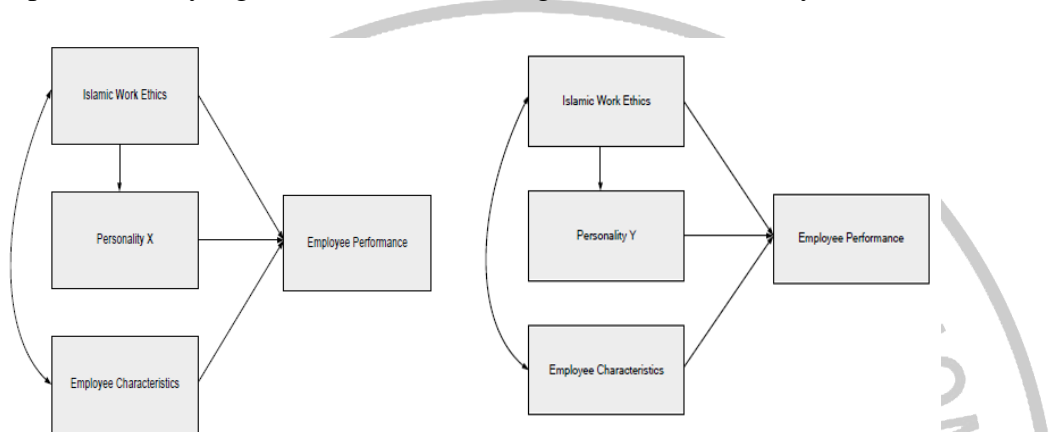 Islamic Work Ethics
Personality X
Employee Performance
Employee Characteristics
Islamic Work Ethics
Personality Y
Employee Performance
Employee Characteristics